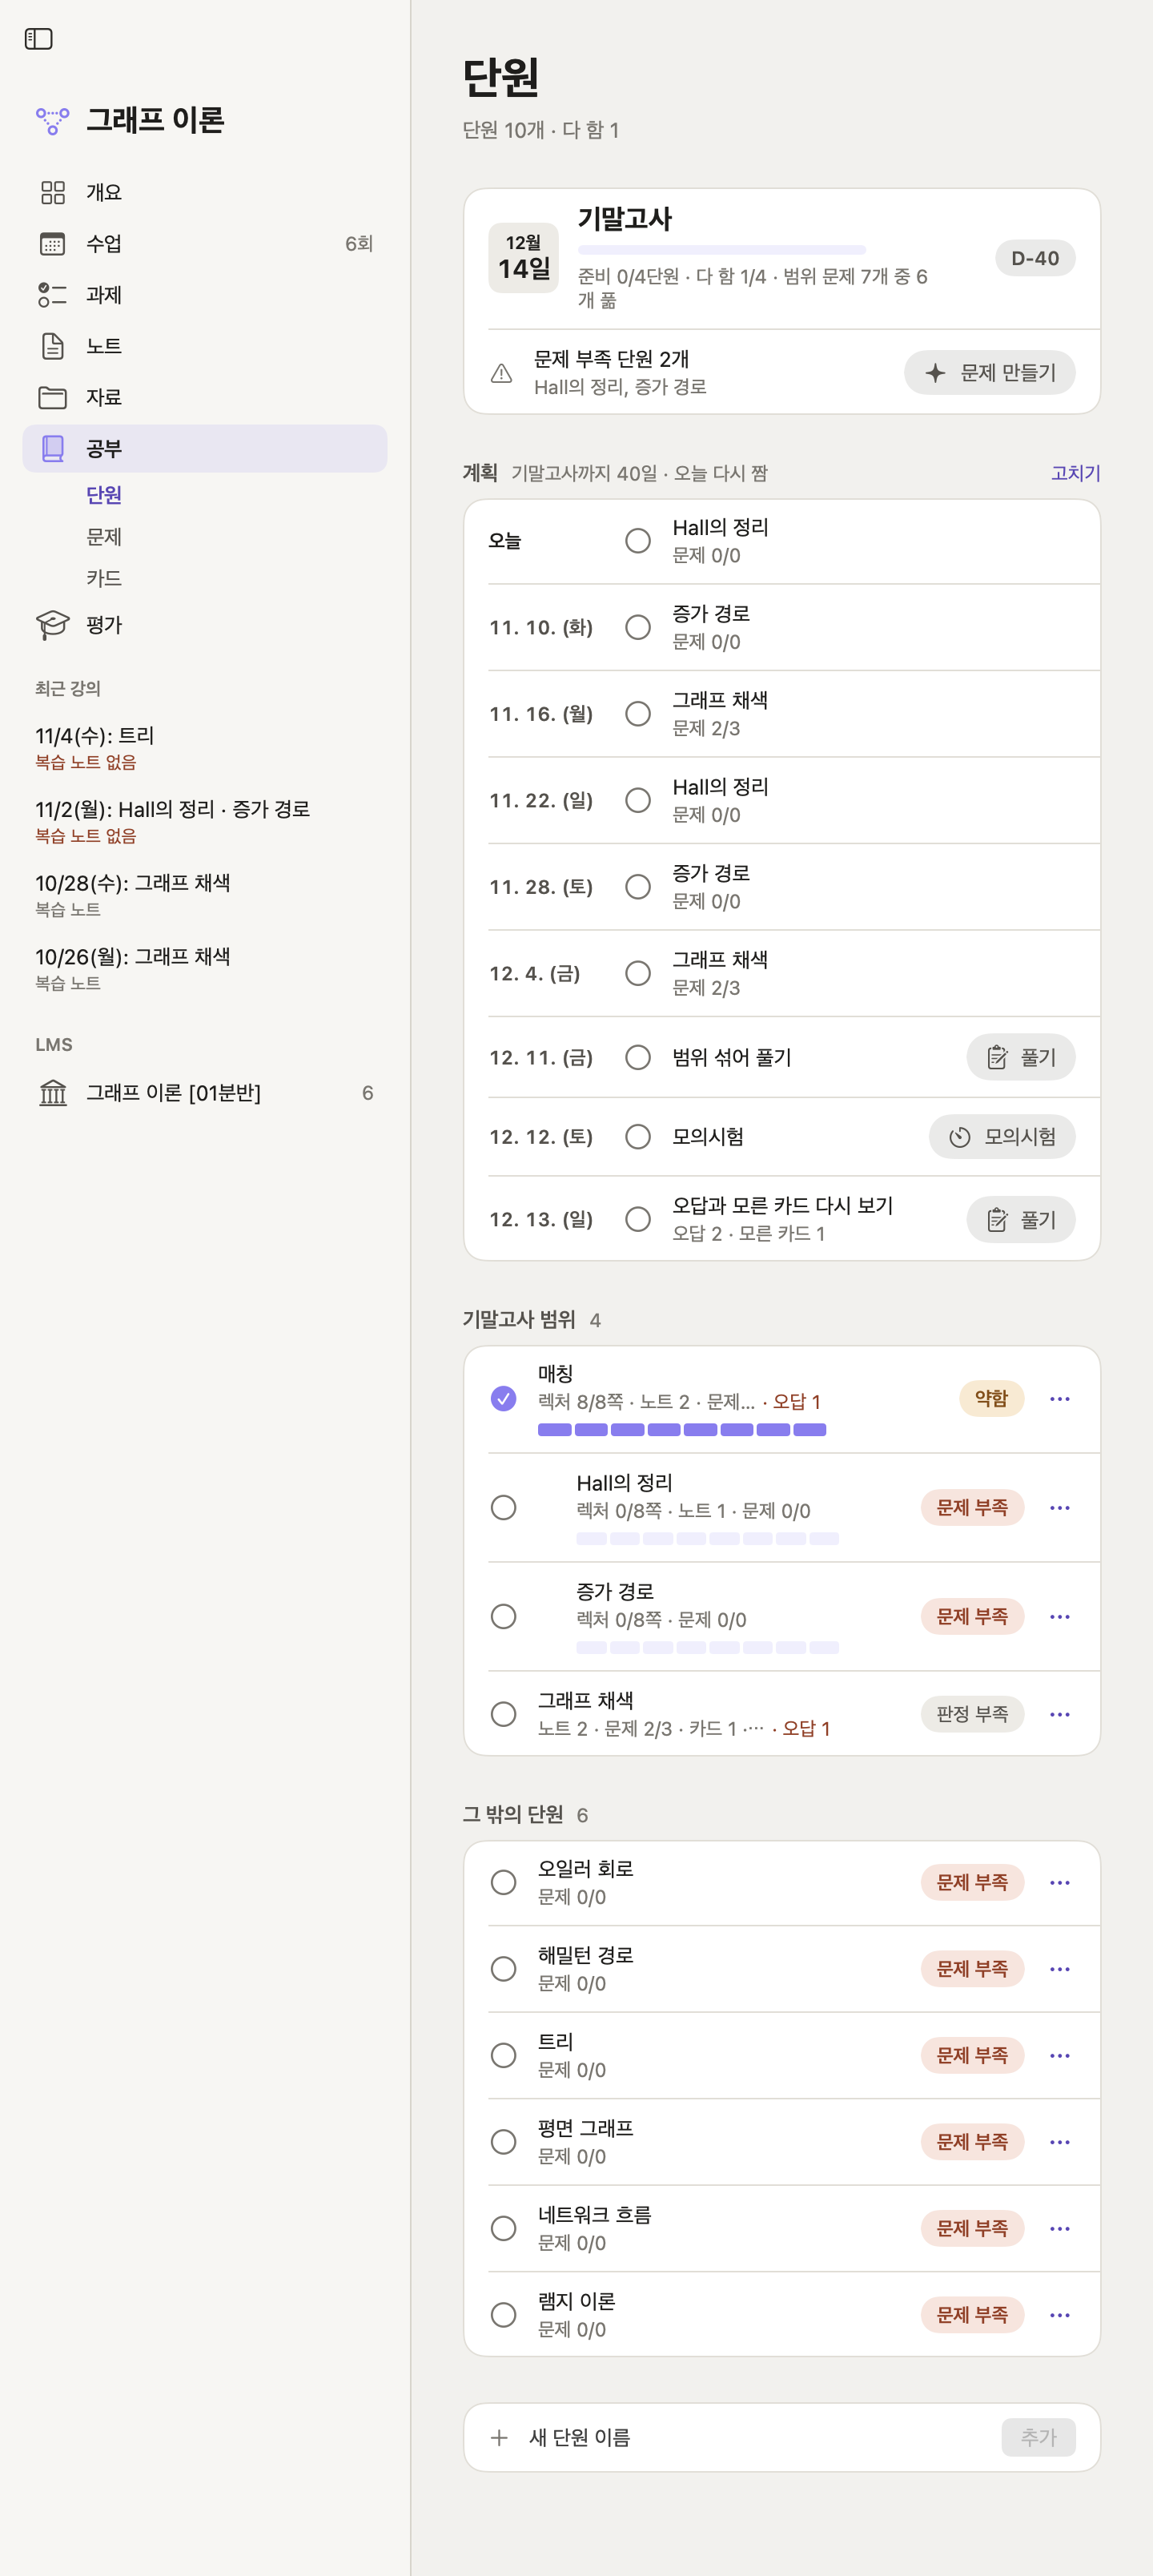 그래프 이론
개요
수업 6회
과제
노트
자료
공부
단원
문제
카드
평가
최근 강의
11/4(수): 트리
복습 노트 없음
11/2(월): Hall의 정리 · 증가 경로
복습 노트 없음
10/28(수): 그래프 채색
복습 노트
10/26(월): 그래프 채색
복습 노트
LMS
그래프 이론 [01분반] 6
단원
단원 10개 · 다 함 1
12월
14일
기말고사
준비 0/4단원 · 다 함 1/4 · 범위 문제 7개 중 6
개 풂
D-40
문제 부족 단원 2개
Hall의 정리, 증가 경로
문제 만들기
계획 기말고사까지 40일 · 오늘 다시 짬 고치기
오늘
Hall의 정리
문제 0/0
11. 10. (화)
증가 경로
문제 0/0
11. 16. (월)
그래프 채색
문제 2/3
11. 22. (일)
Hall의 정리
문제 0/0
11. 28. (토)
증가 경로
문제 0/0
12. 4. (금)
그래프 채색
문제 2/3
12. 11. (금) 범위 섞어 풀기 풀기
12. 12. (토) 모의시험 모의시험
12. 13. (일)
오답과 모른 카드 다시 보기
오답 2 · 모른 카드 1
풀기
기말고사 범위 4
매칭
렉처 8/8쪽 · 노트 2 · 문제... · 오답 1
약함
Hall의 정리
렉처 0/8쪽 · 노트 1 · 문제 0/0
문제 부족
증가 경로
렉처 0/8쪽 · 문제 0/0
문제 부족
그래프 채색
노트 2 · 문제 2/3 · 카드 1 ·… · 오답 1
판정 부족
그 밖의 단원 6
오일러 회로
문제 0/0
문제 부족
해밀턴 경로
문제 0/0
문제 부족
트리
문제 0/0
문제 부족
평면 그래프
문제 0/0
문제 부족
네트워크 흐름
문제 0/0
문제 부족
램지 이론
문제 0/0
문제 부족
새 단원 이름 추가